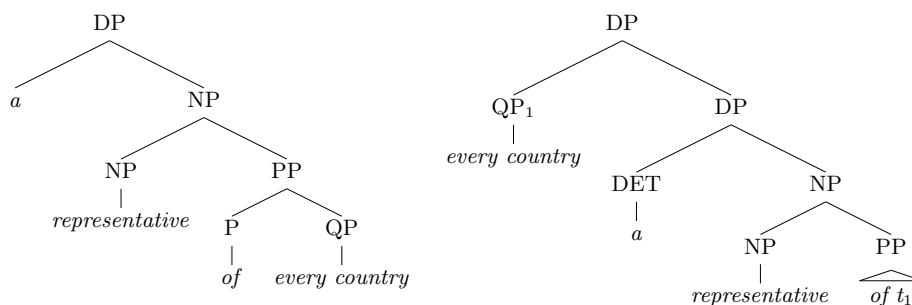 DP
a
NP
NP
representative
PP
P
of
QP
every country
DP
QP₁
every country
DP
DET
a
NP
NP
representative
PP
of t₁